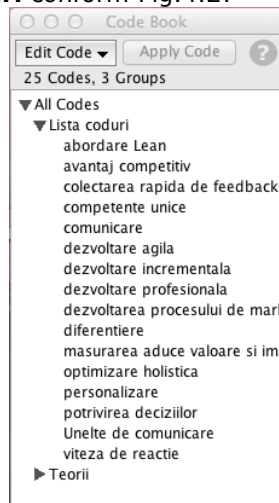 conform Fig.4.2.
Code Book
Edit Code Apply Code ?
25 Codes, 3 Groups
All Codes
Lista coduri
abordare Lean
avantaj competitiv
colectarea rapida de feedback
competente unice
comunicare
dezvoltare agila
dezvoltare incrementala
dezvoltare profesionala
dezvoltarea procesului de mar
diferentiere
masurarea aduce valoare si im
optimizare holistica
personalizare
potrivirea deciziilor
Unelte de comunicare
viteza de reactie
Teorii